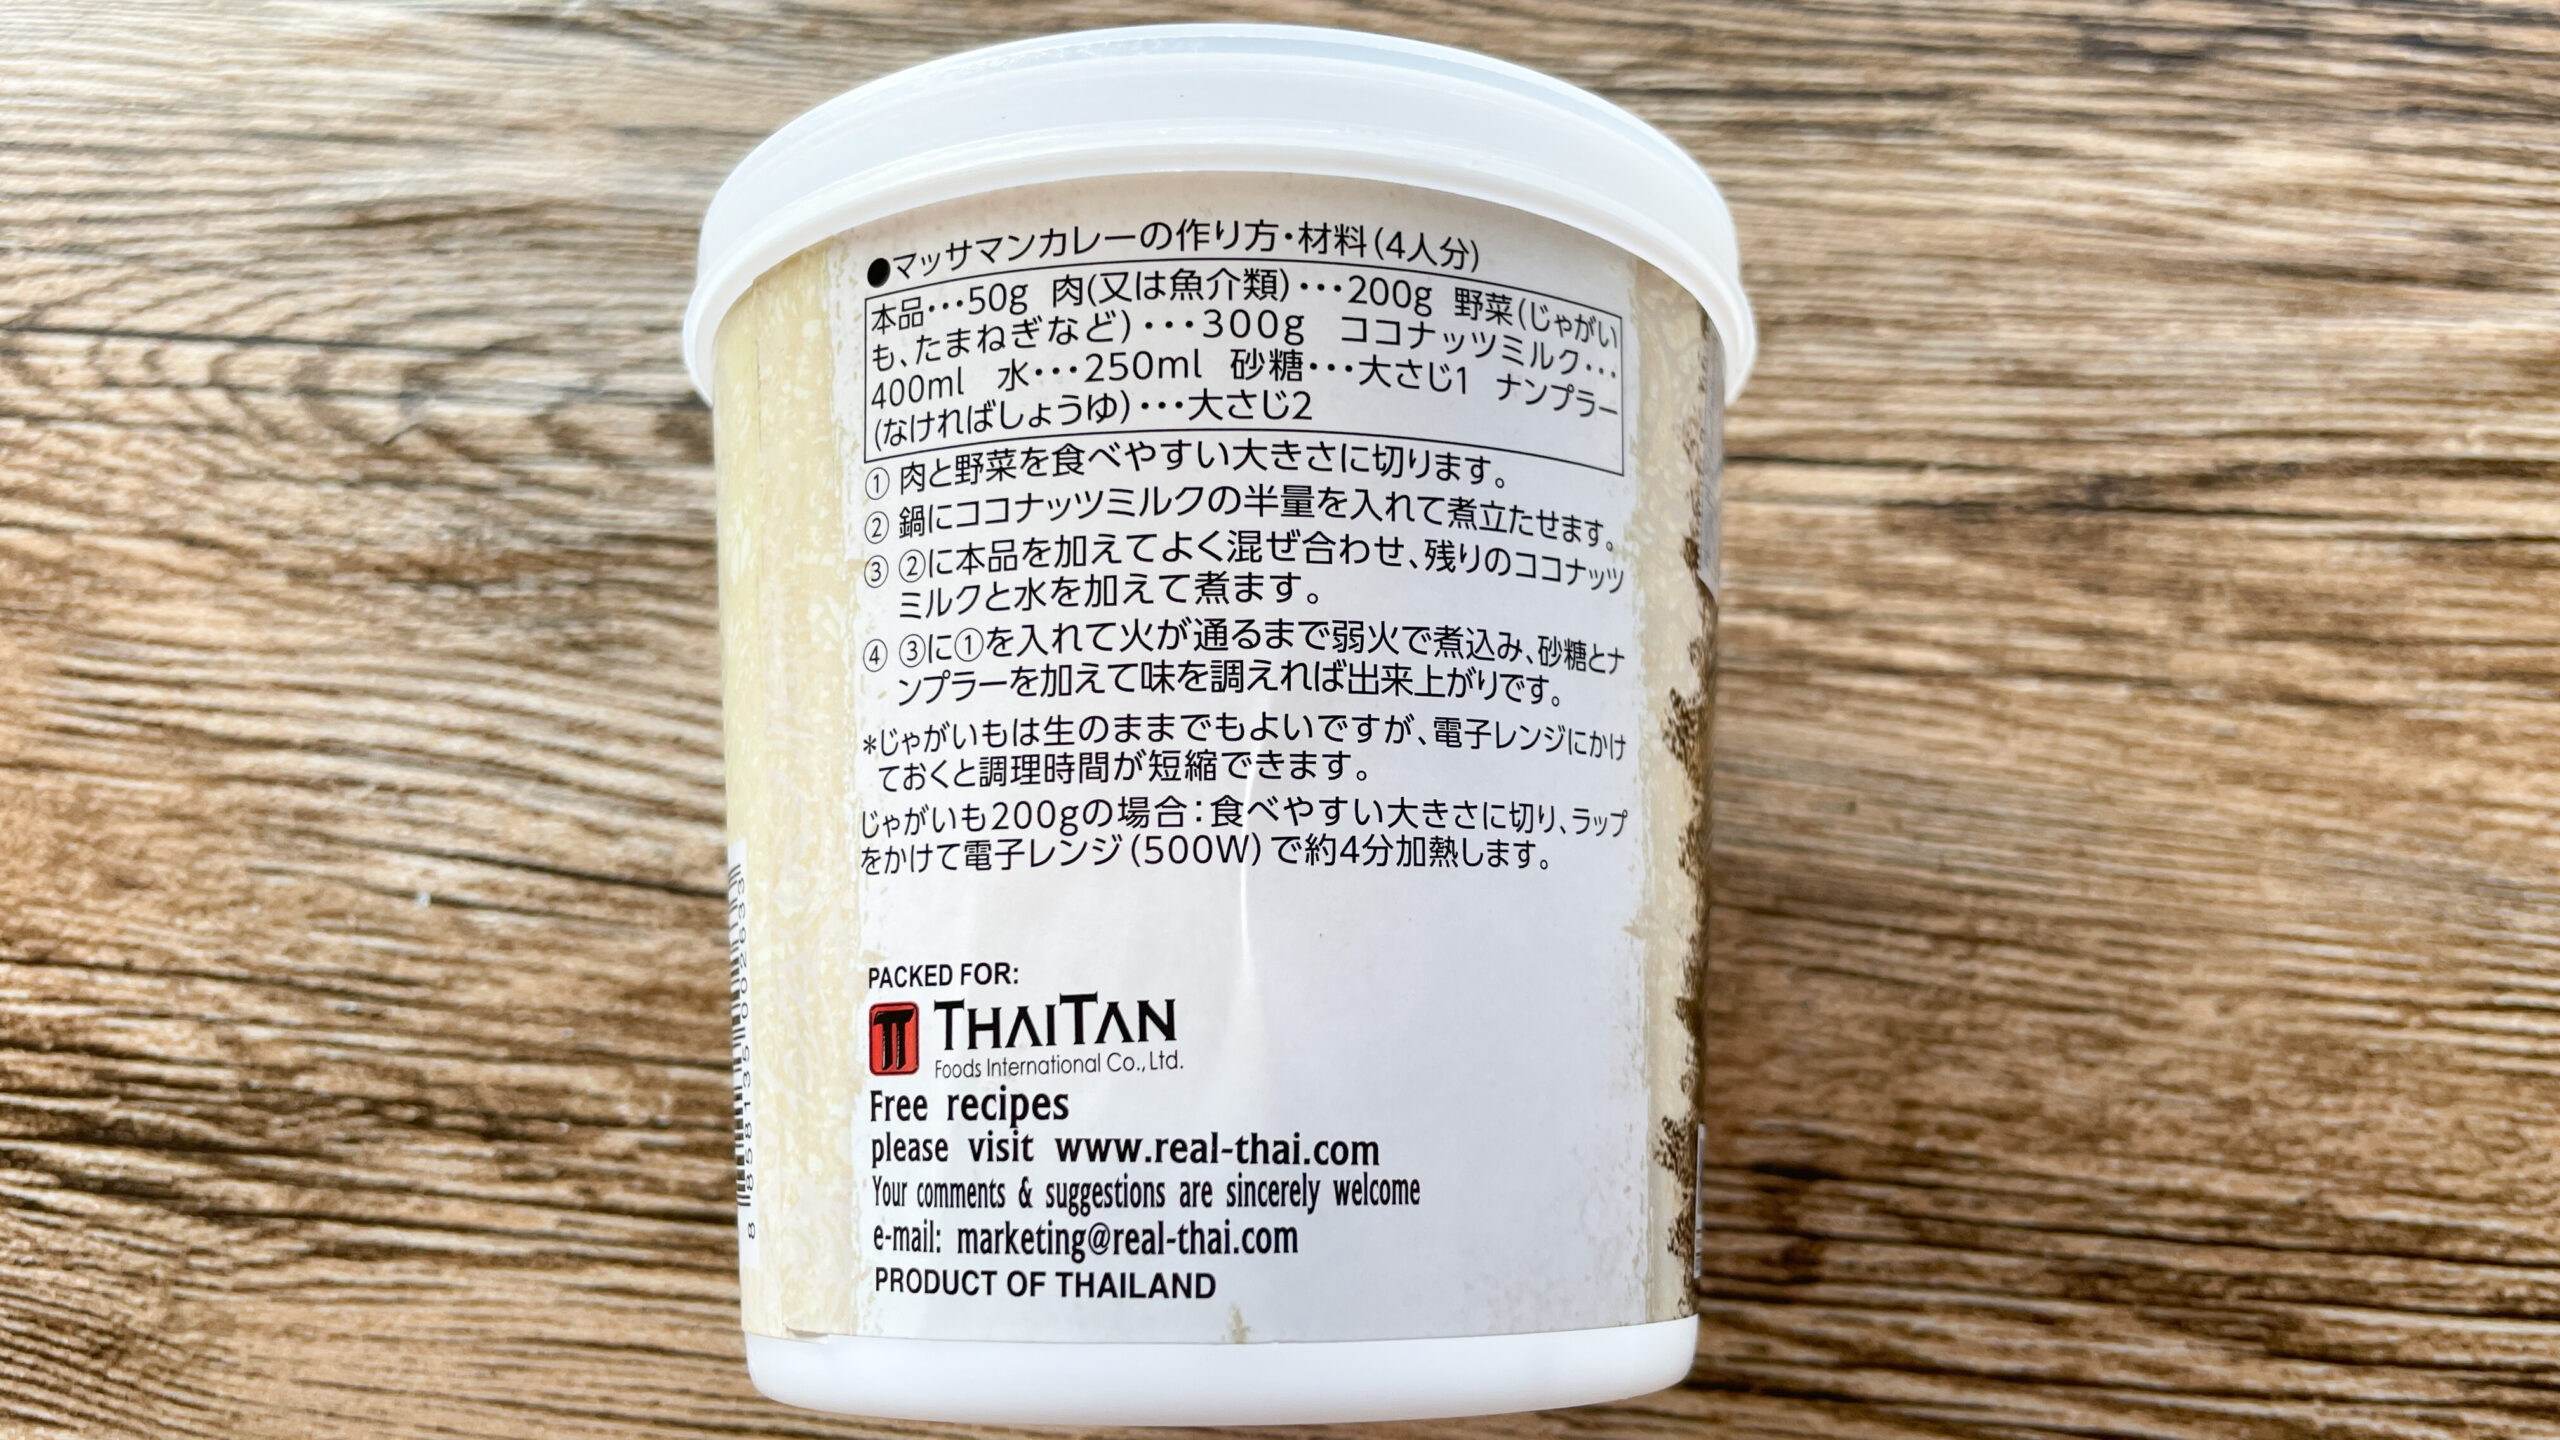 ●マッサマンカレーの作り方・材料(4人分)
本品・・・50g 肉(又は魚介類)・・・200g 野菜(じゃがい
も、たまねぎなど)・・・300g ココナッツミルク・・・
400ml 水・・・250ml 砂糖・・・大さじ1 ナンプラー
(なければしょうゆ)・・・大さじ2
① 肉と野菜を食べやすい大きさに切ります。
② 鍋にココナッツミルクの半量を入れて煮立たせます。
③ ②に本品を加えてよく混ぜ合わせ、残りのココナッツ
ミルクと水を加えて煮ます。
④ ③に①を入れて火が通るまで弱火で煮込み、砂糖とナ
ンプラーを加えて味を調えれば出来上がりです。
*じゃがいもは生のままでもよいですが、電子レンジにかけ
ておくと調理時間が短縮できます。
じゃがいも200gの場合:食べやすい大きさに切り、ラップ
をかけて電子レンジ(500W)で約4分加熱します。
PACKED FOR:
THAITAN
Foods International Co., Ltd.
Free recipes
please visit www.real-thai.com
Your comments & suggestions are sincerely welcome
e-mail: marketing@real-thai.com
PRODUCT OF THAILAND
8 858135 002633